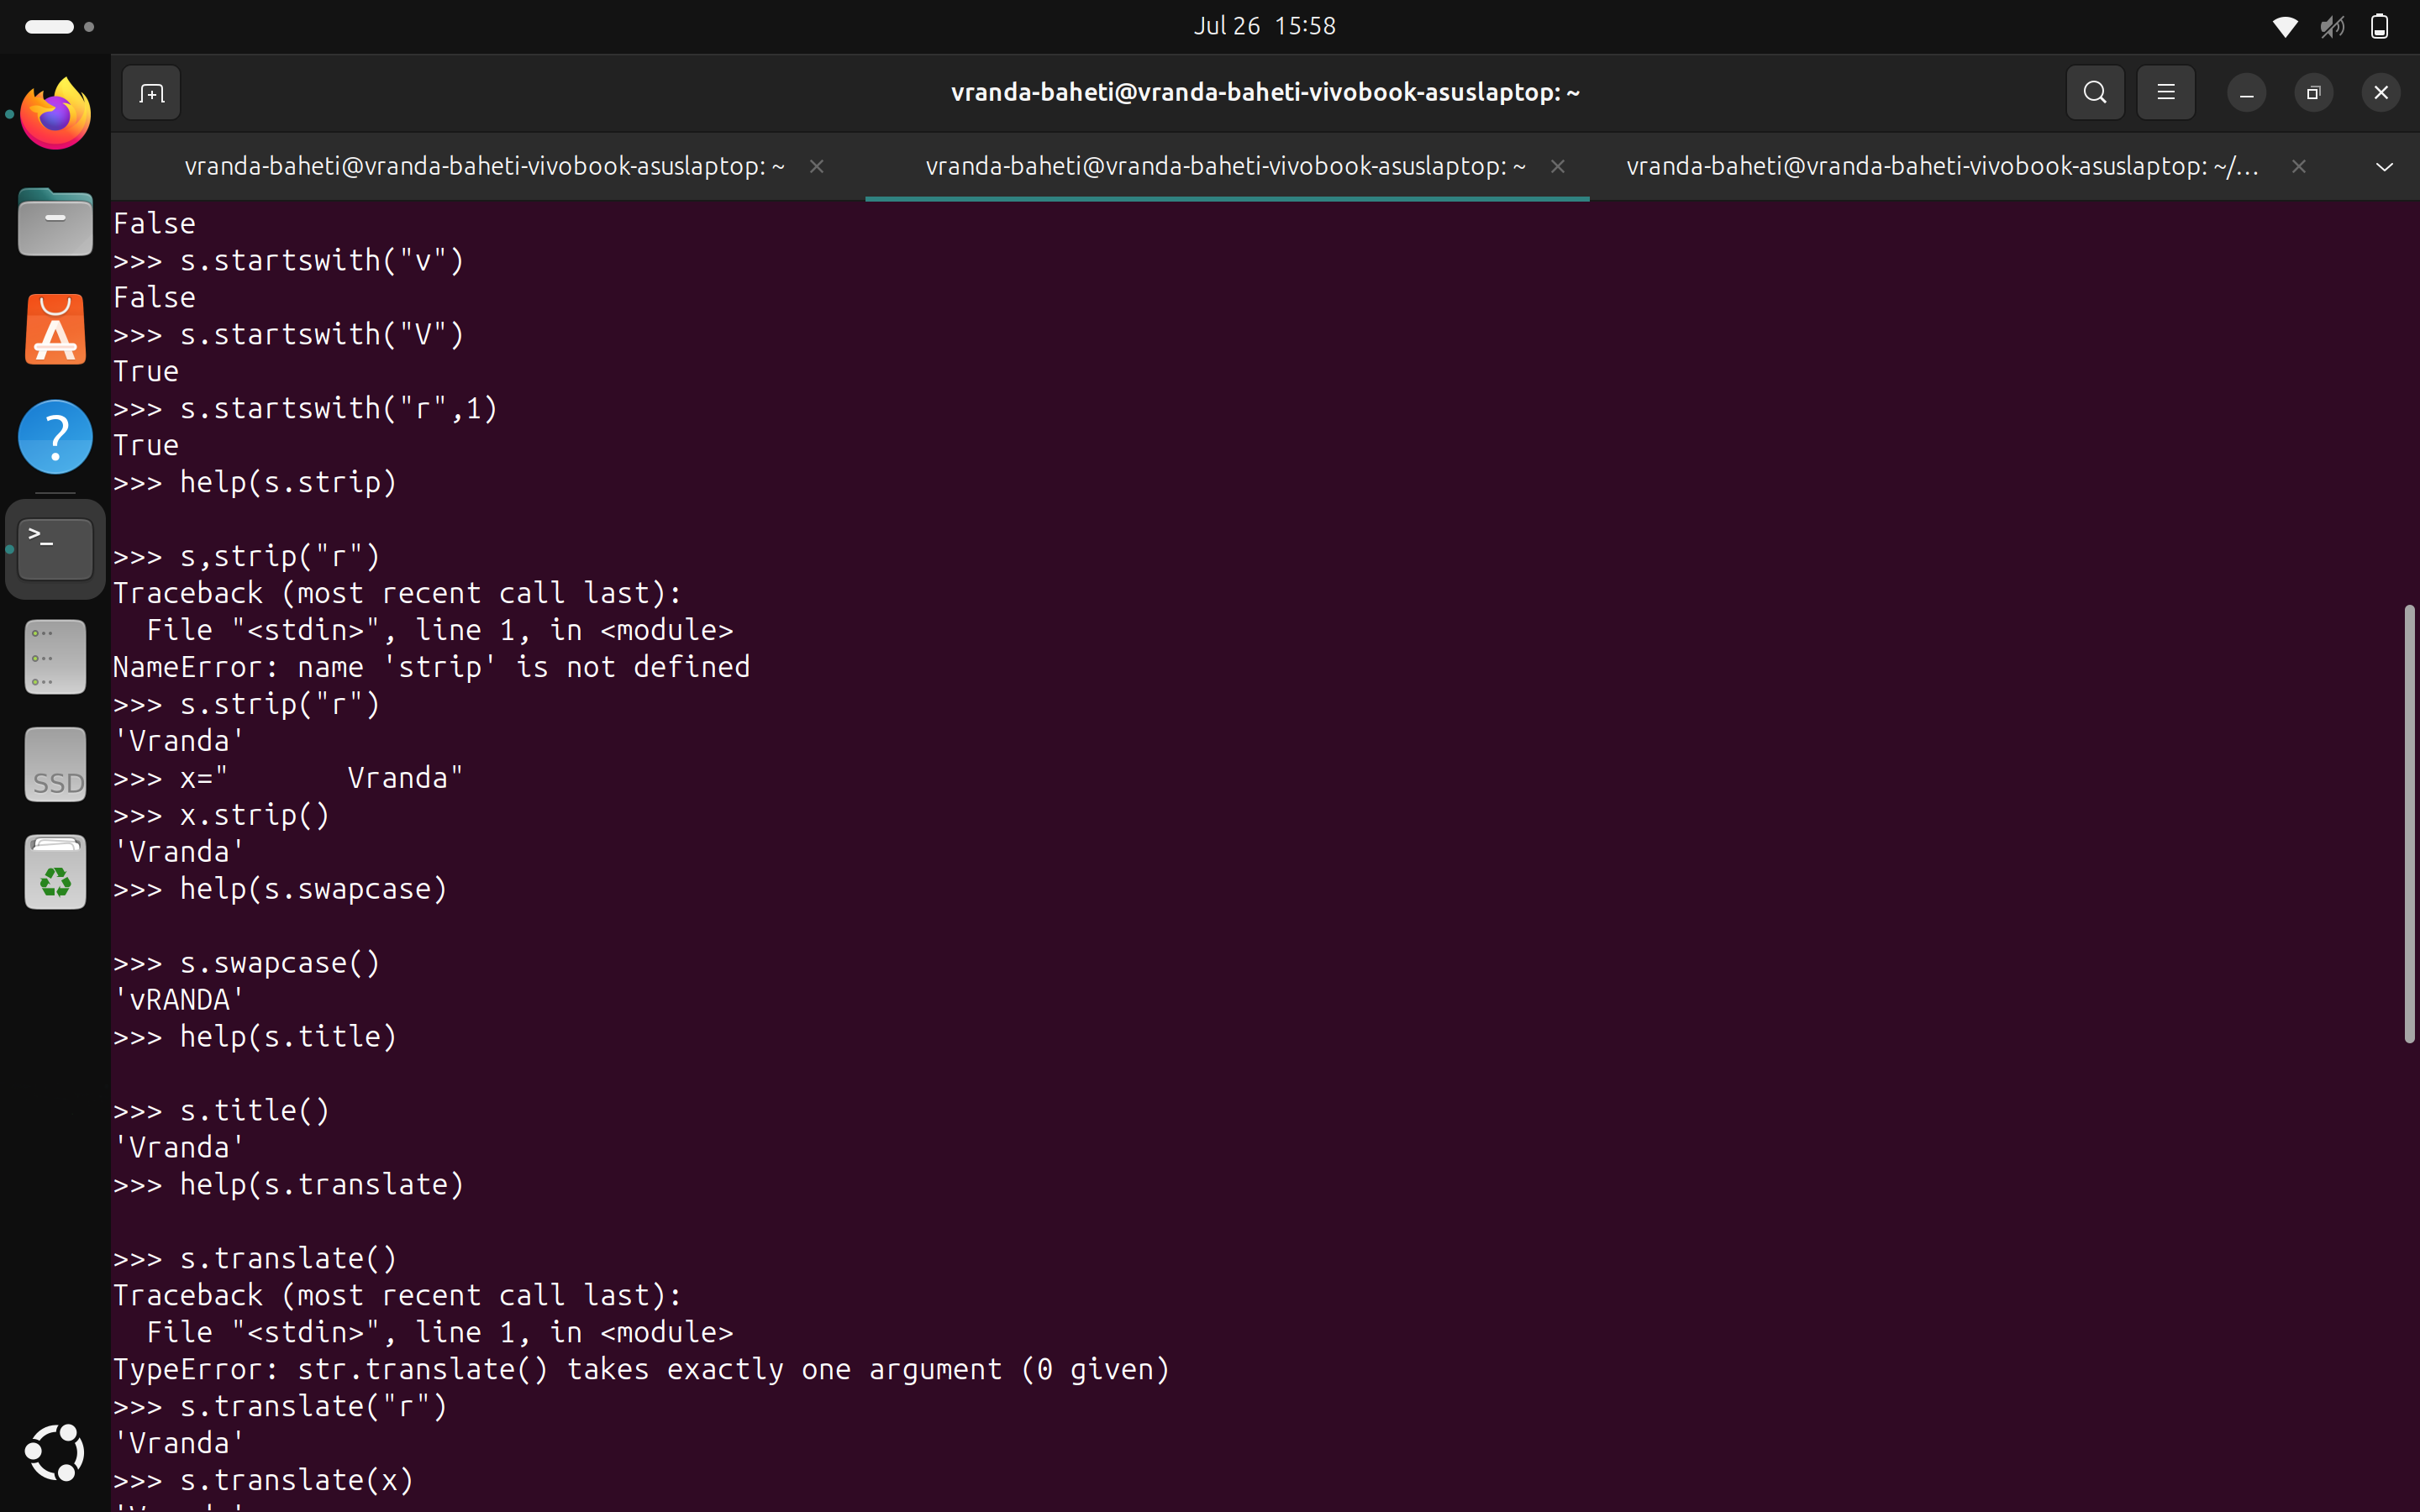 Jul 26 15:58
vranda-baheti@vranda-baheti-vivobook-asuslaptop: ~
vranda-baheti@vranda-baheti-vivobook-asuslaptop: ~
vranda-baheti@vranda-baheti-vivobook-asuslaptop: ~
vranda-baheti@vranda-baheti-vivobook-asuslaptop: ~/...
False
>>> s.startswith("v")
False
>>> s.startswith("V")
True
>>> s.startswith("r",1)
True
>>> help(s.strip)
>>> s,strip("r")
Traceback (most recent call last):
  File "<stdin>", line 1, in <module>
NameError: name 'strip' is not defined
>>> s.strip("r")
'Vranda'
>>> x="       Vranda"
>>> x.strip()
'Vranda'
>>> help(s.swapcase)
>>> s.swapcase()
'vRANDA'
>>> help(s.title)
>>> s.title()
'Vranda'
>>> help(s.translate)
>>> s.translate()
Traceback (most recent call last):
  File "<stdin>", line 1, in <module>
TypeError: str.translate() takes exactly one argument (0 given)
>>> s.translate("r")
'Vranda'
>>> s.translate(x)
SSD